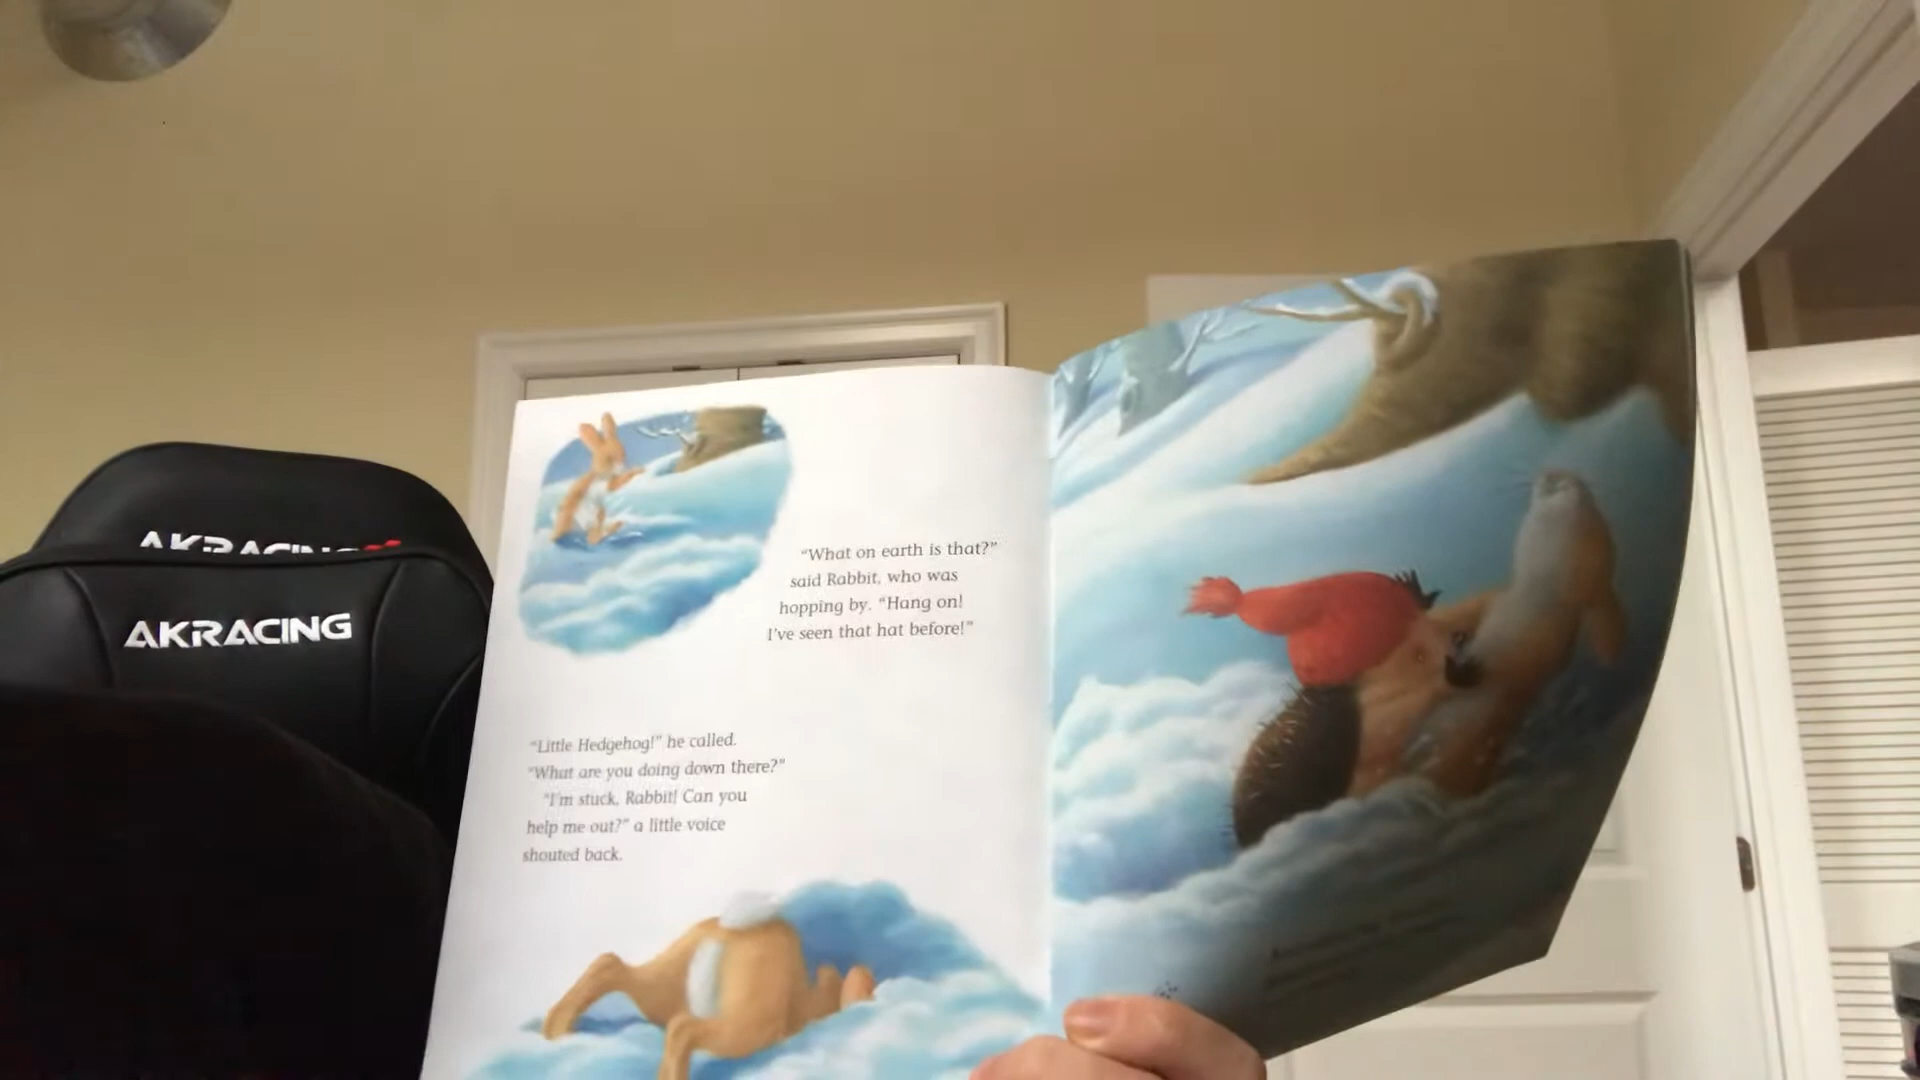 AKRACING
AKRACING
"What on earth is that?"
said Rabbit, who was
hopping by. "Hang on!
I've seen that hat before!"
"Little Hedgehog!" he called.
"What are you doing down there?"
"I'm stuck, Rabbit! Can you
help me out?" a little voice
shouted back.